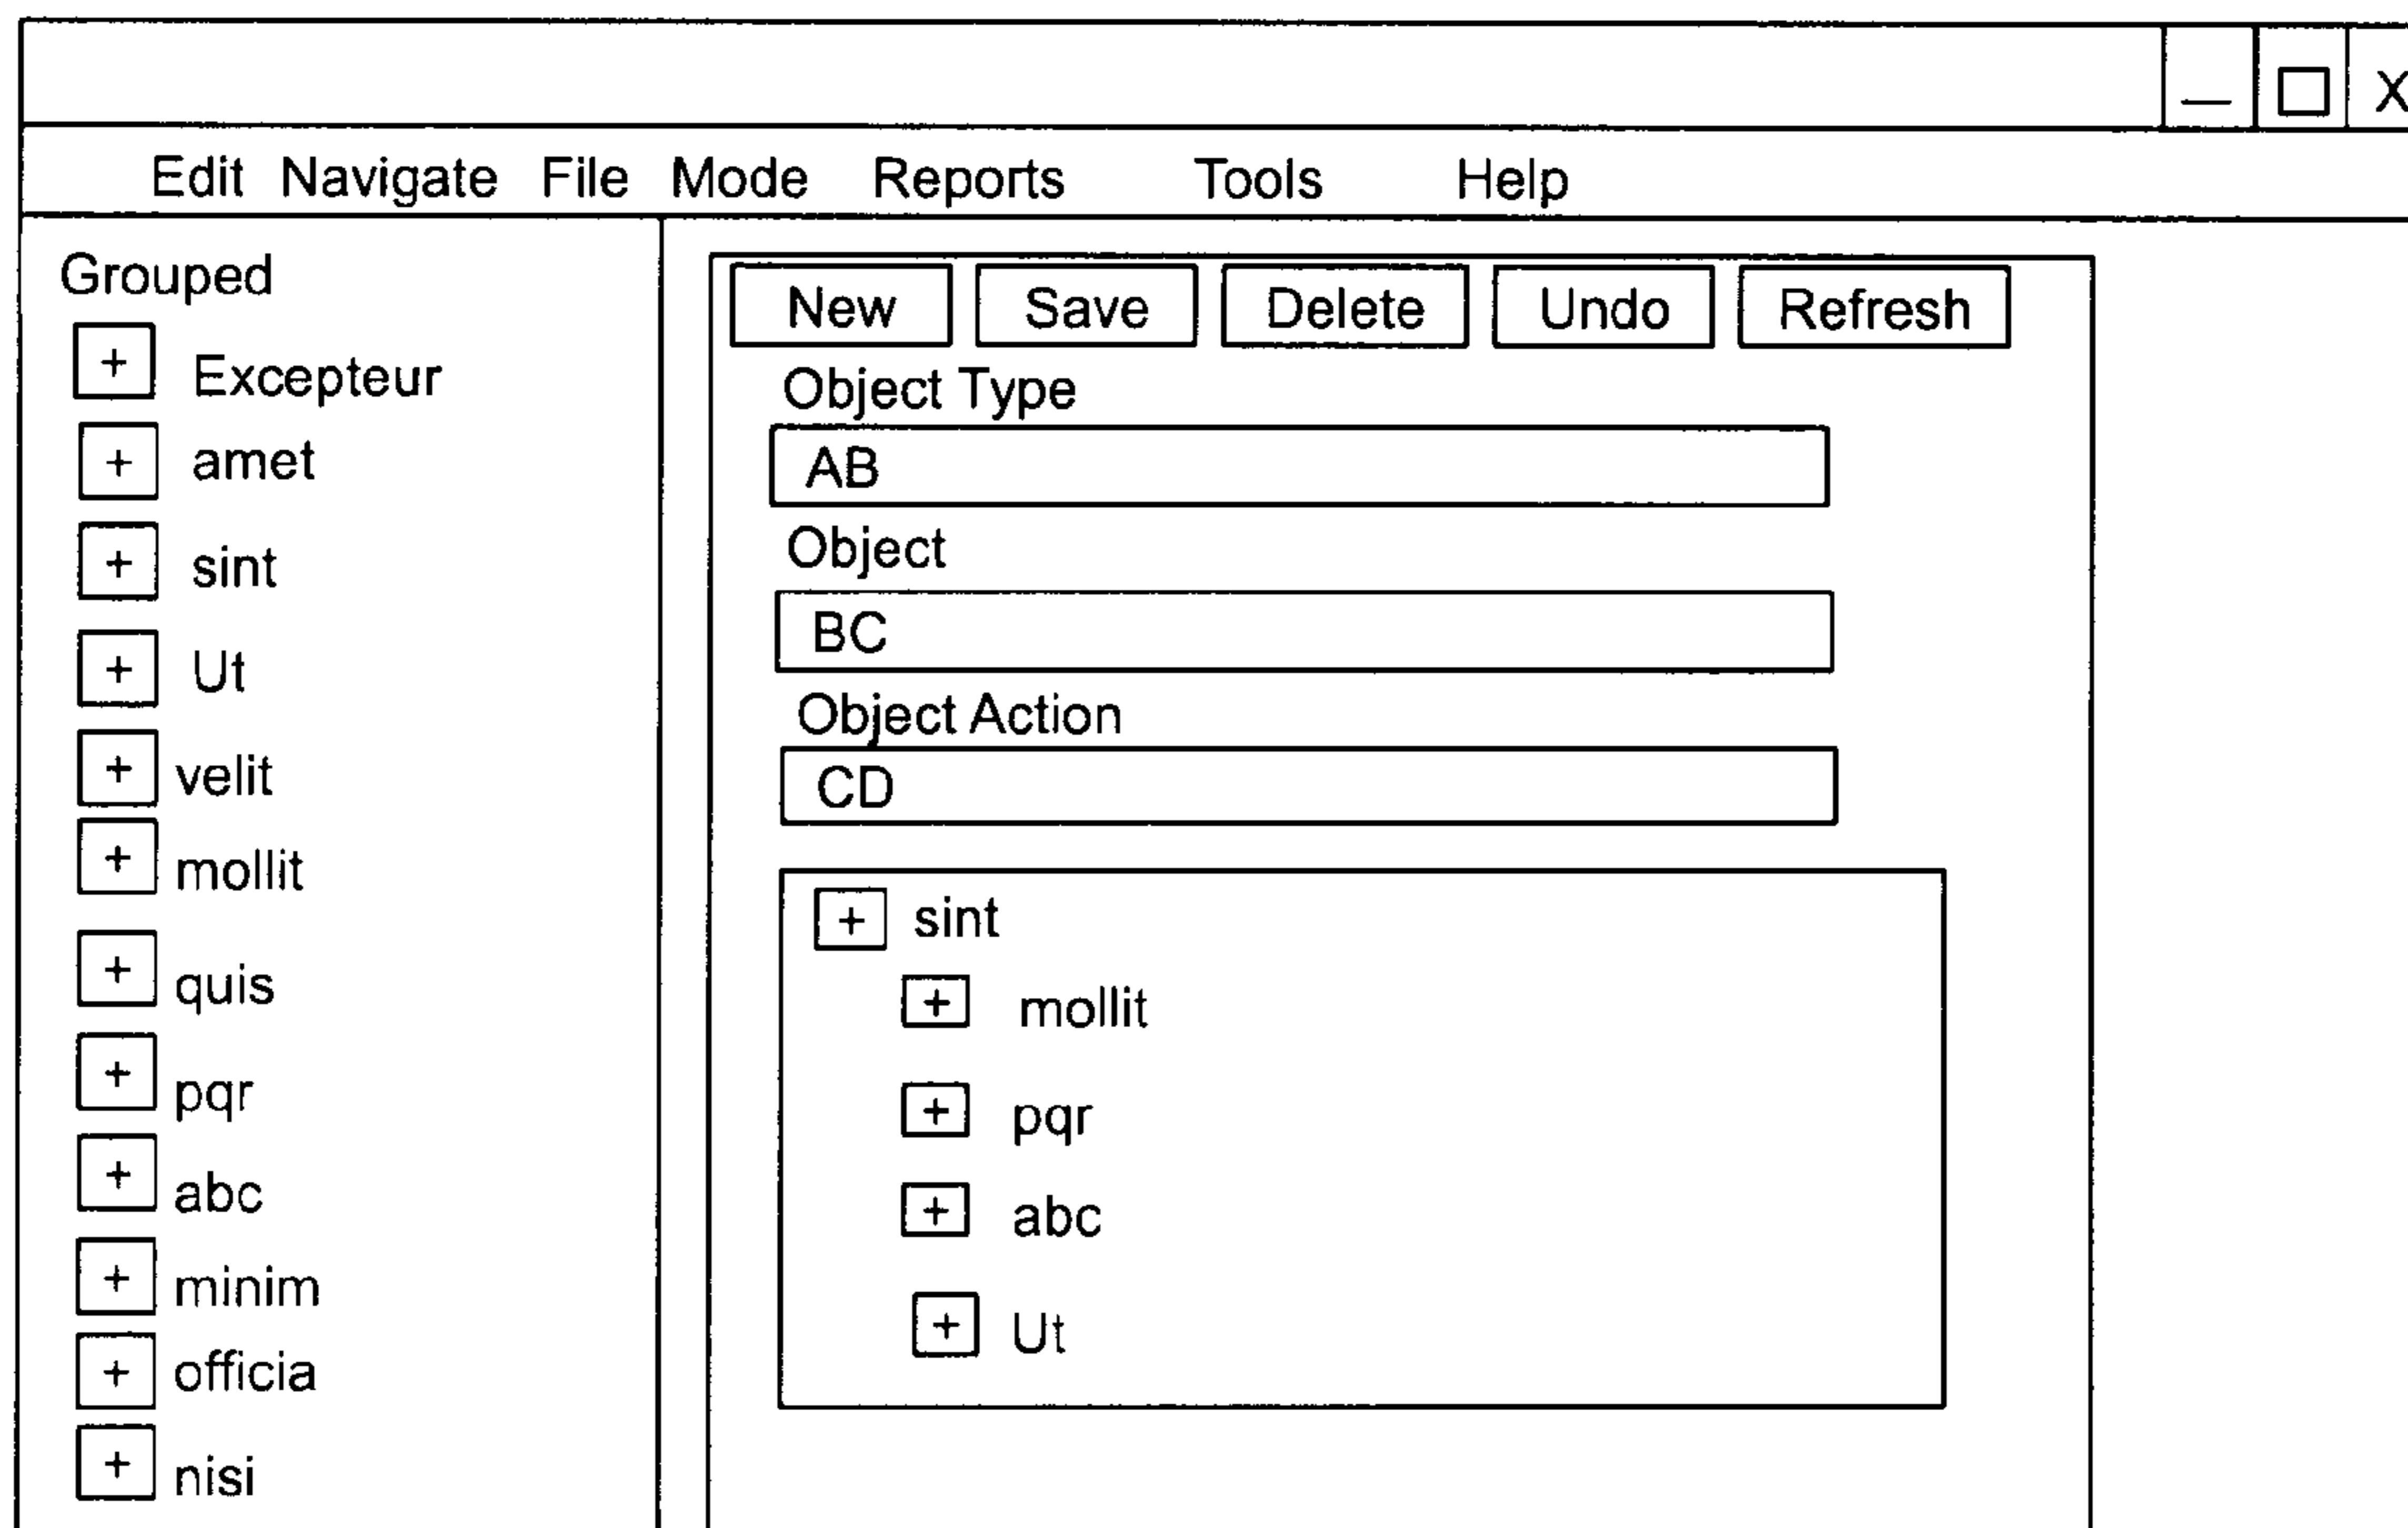 X
Edit Navigate File Mode Reports Tools Help
Grouped
+ Excepteur
+ amet
+ sint
+ Ut
+ velit
+ mollit
+ quis
+ pqr
+ abc
+ minim
+ officia
+ nisi
New Save Delete Undo Refresh
Object Type
AB
Object
BC
Object Action
CD
+ sint
+ mollit
+ pqr
+ abc
+ Ut